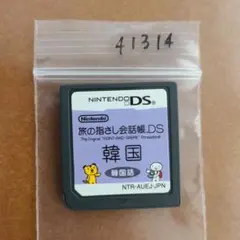 41314
NINTENDO DS
Nintendo
旅の指さし会話帳DS
The Original "POINT-AND-SPEAK" Phrasebook
韓国
韓国語
NTR-AUEJ-JPN